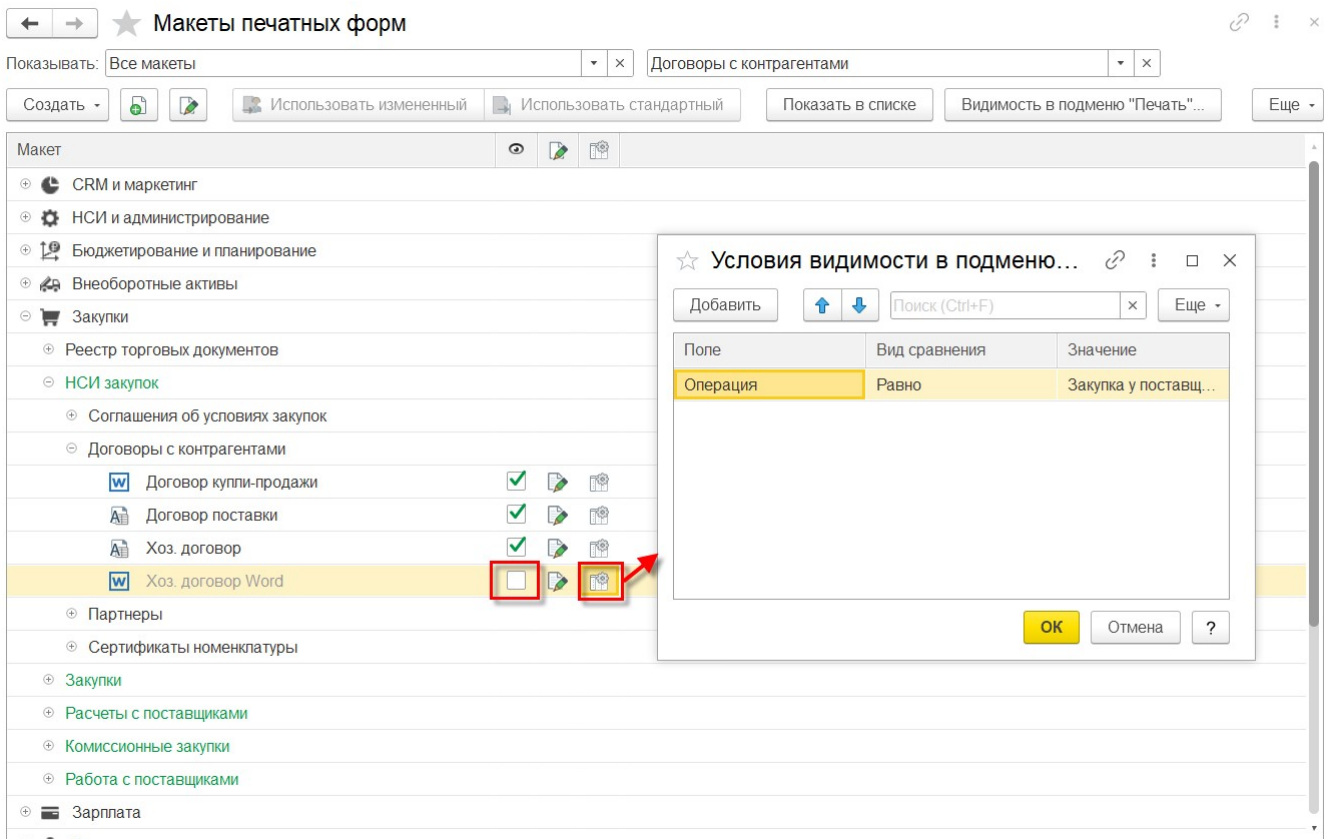 Макеты печатных форм
Показывать: Все макеты Договоры с контрагентами
Создать Использовать измененный Использовать стандартный Показать в списке Видимость в подменю "Печать"... Еще
Макет
CRM и маркетинг
НСИ и администрирование
Бюджетирование и планирование
Внеоборотные активы
Закупки
Реестр торговых документов
НСИ закупок
Соглашения об условиях закупок
Договоры с контрагентами
Договор куппи-продажи
Договор поставки
Хоз. договор
Хоз. договор Word
Партнеры
Сертификаты номенклатуры
Закупки
Расчеты с поставщиками
Комиссионные закупки
Работа с поставщиками
Зарплата
Условия видимости в подменю...
Добавить Поиск (Ctrl+F) Еще
Поле Вид сравнения Значение
Операция Равно Закупка у поставщ...
ОК Отмена ?